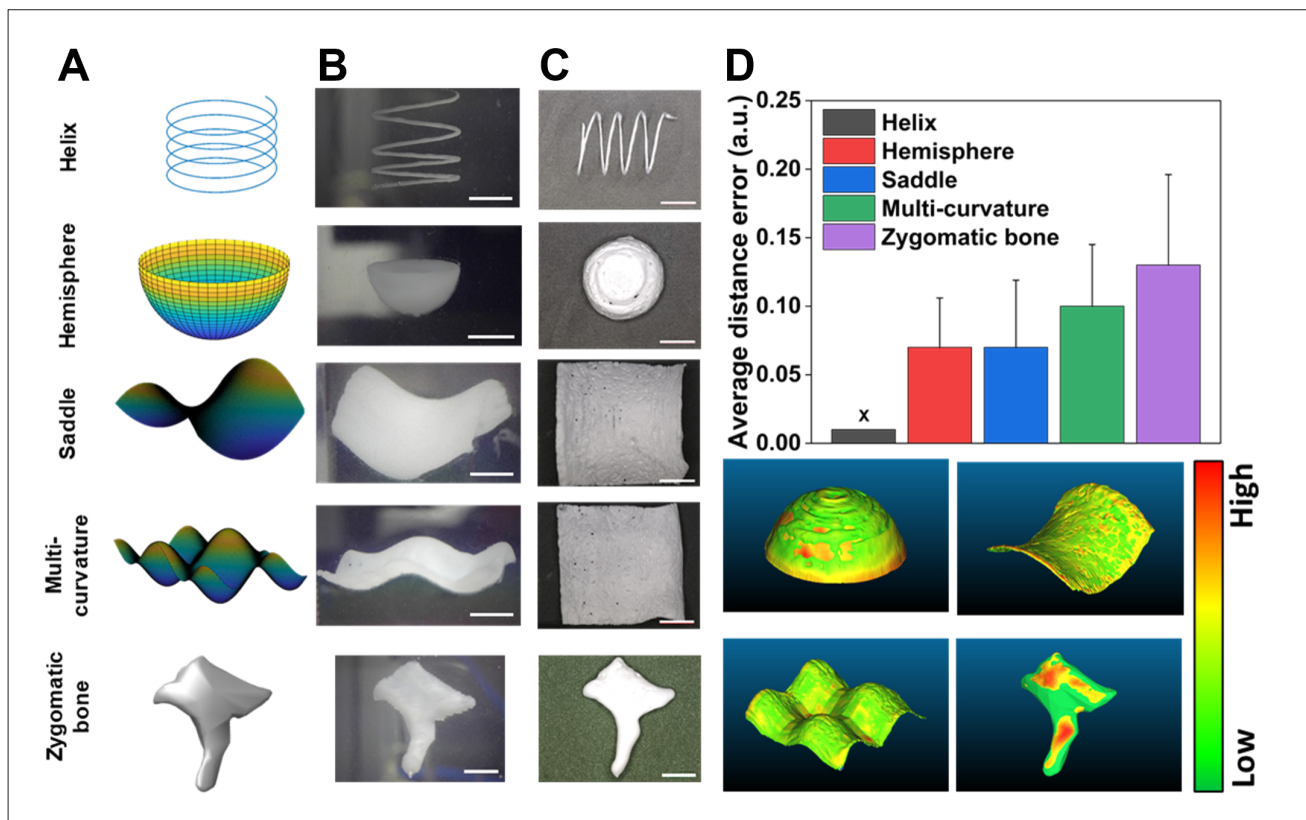 A
B
C
D
Helix
Hemisphere
Saddle
Multi-
curvature
Zygomatic
bone
Average distance error (a.u.)
0.25
0.20
0.15
0.10
0.05
0.00
Helix
Hemisphere
Saddle
Multi-curvature
Zygomatic bone
x
High
Low